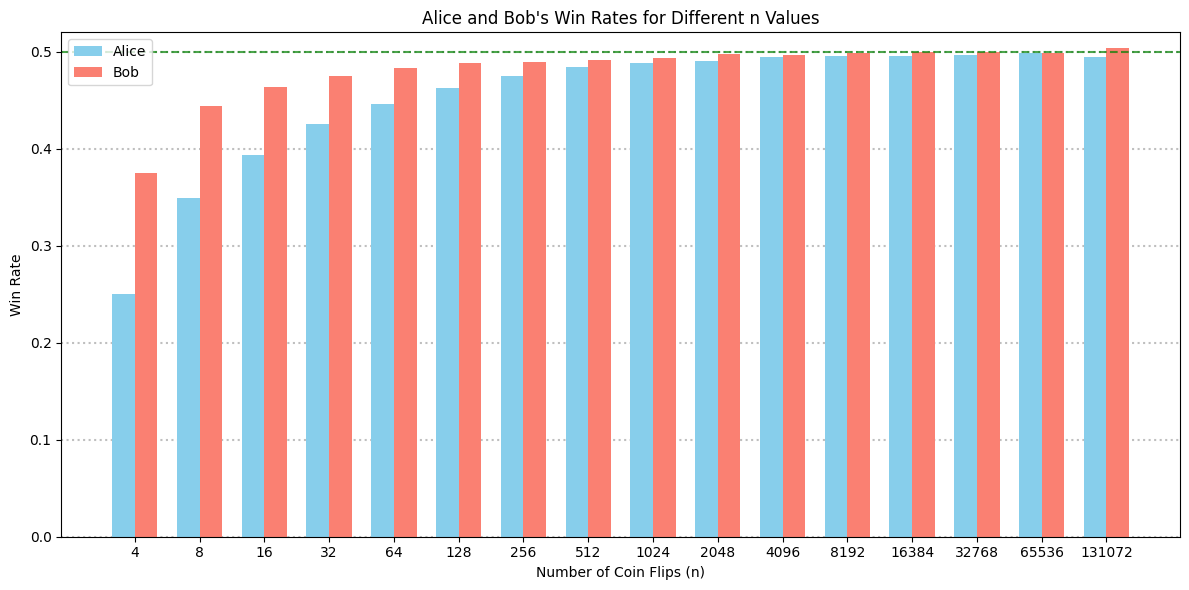 Alice and Bob's Win Rates for Different n Values
Alice
Bob
Win Rate
0.5
0.4
0.3
0.2
0.1
0.0
4 8 16 32 64 128 256 512 1024 2048 4096 8192 16384 32768 65536 131072
Number of Coin Flips (n)